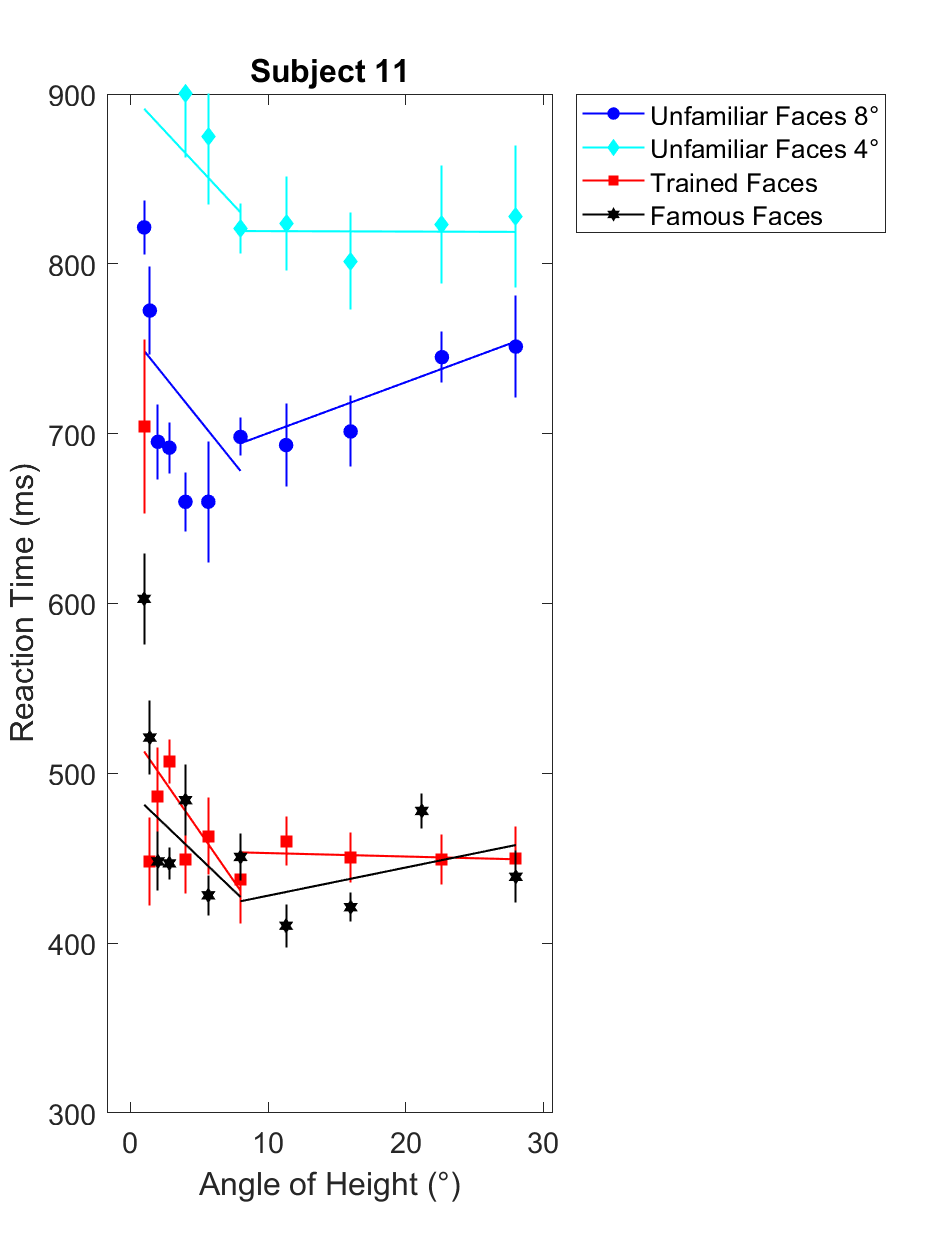 Subject 11
900
800
700
600
500
400
300
Reaction Time (ms)
0 10 20 30
Angle of Height (°)
Unfamiliar Faces 8°
Unfamiliar Faces 4°
Trained Faces
Famous Faces